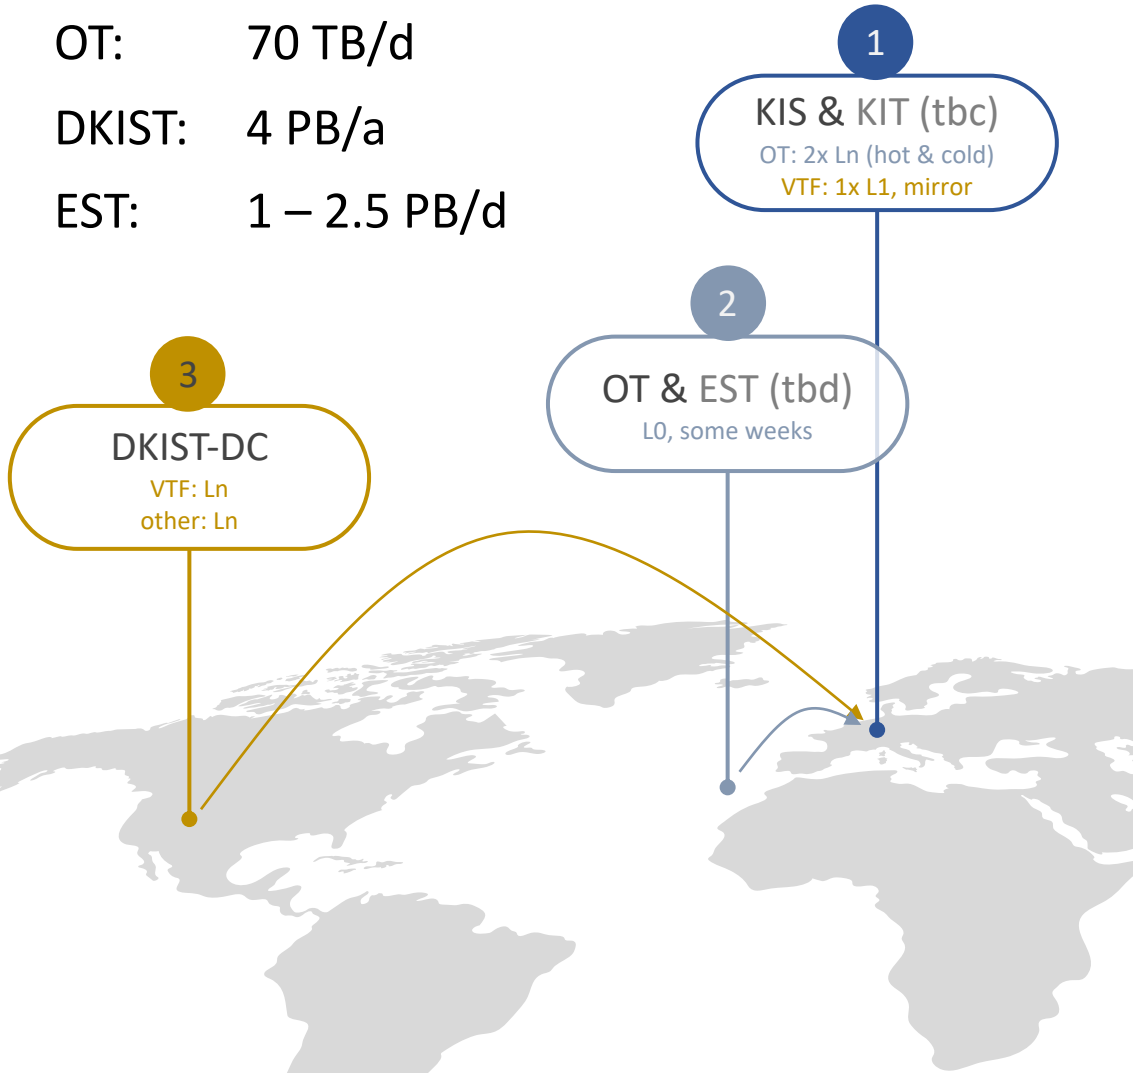 OT: 70 TB/d
DKIST: 4 PB/a
EST: 1 – 2.5 PB/d
1
KIS & KIT (tbc)
OT: 2x Ln (hot & cold)
VTF: 1x L1, mirror
2
OT & EST (tbd)
L0, some weeks
3
DKIST-DC
VTF: Ln
other: Ln